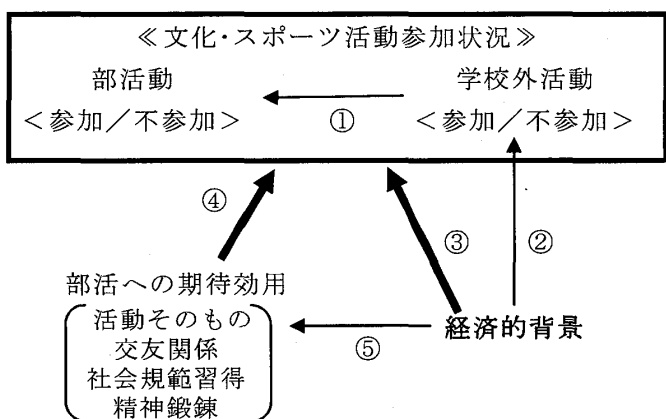 ≪文化・スポーツ活動参加状況≫
部活動 学校外活動
＜参加／不参加＞ ① ＜参加／不参加＞
④
③ ②
部活への期待効用
活動そのもの
経済的背景
交友関係
⑤
社会規範習得
精神鍛錬